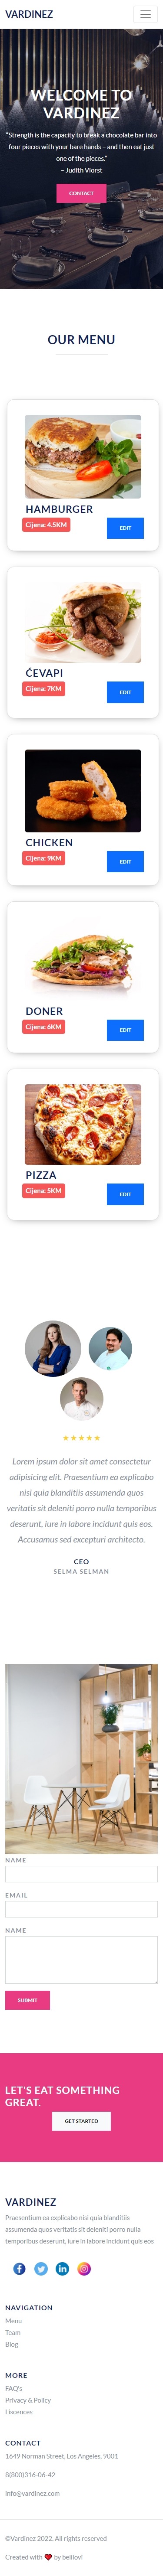 VARDINEZ
WELCOME TO
VARDINEZ
"Strength is the capacity to break a chocolate bar into
four pieces with your bare hands – and then eat just
one of the pieces."
– Judith Viorst
CONTACT
OUR MENU
HAMBURGER
Cijena: 4.5KM
EDIT
ĆEVAPI
Cijena: 7KM
EDIT
CHICKEN
Cijena: 9KM
EDIT
DONER
Cijena: 6KM
EDIT
PIZZA
Cijena: 5KM
EDIT
Lorem ipsum dolor sit amet consectetur
adipisicing elit. Praesentium ea explicabo
nisi quia blanditiis assumenda quos
veritatis sit deleniti porro nulla temporibus
deserunt, iure in labore incidunt quis eos.
Accusamus sed excepturi architecto.
CEO
SELMA SELMAN
NAME
EMAIL
NAME
SUBMIT
LET'S EAT SOMETHING
GREAT.
GET STARTED
VARDINEZ
Praesentium ea explicabo nisi quia blanditiis
assumenda quos veritatis sit deleniti porro nulla
temporibus deserunt, iure in labore incidunt quis eos
NAVIGATION
Menu
Team
Blog
MORE
FAQ's
Privacy & Policy
Liscences
CONTACT
1649 Norman Street, Los Angeles, 9001
8(800)316-06-42
Info@vardinez.com
©Vardinez 2022. All rights reserved
Created with by bellovi